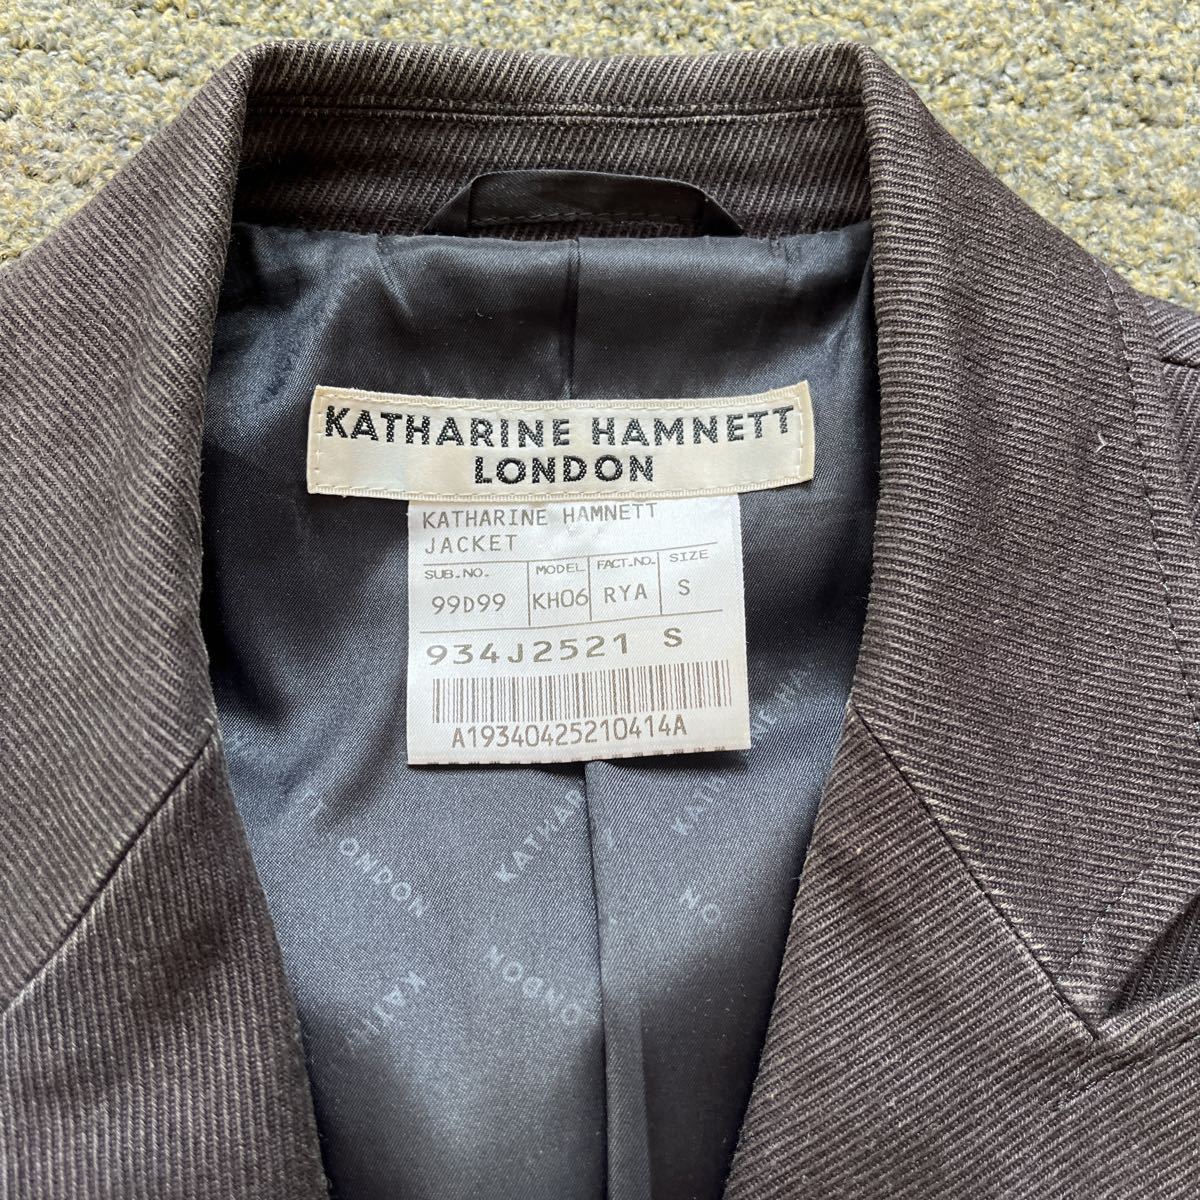 KATHARINE HAMNETT
LONDON
KATHARINE HAMNETT
JACKET
SUB.NO. MODEL FACT.NO. SIZE
99D99 KH06 RYA S
934J2521 S
A19340425210414A